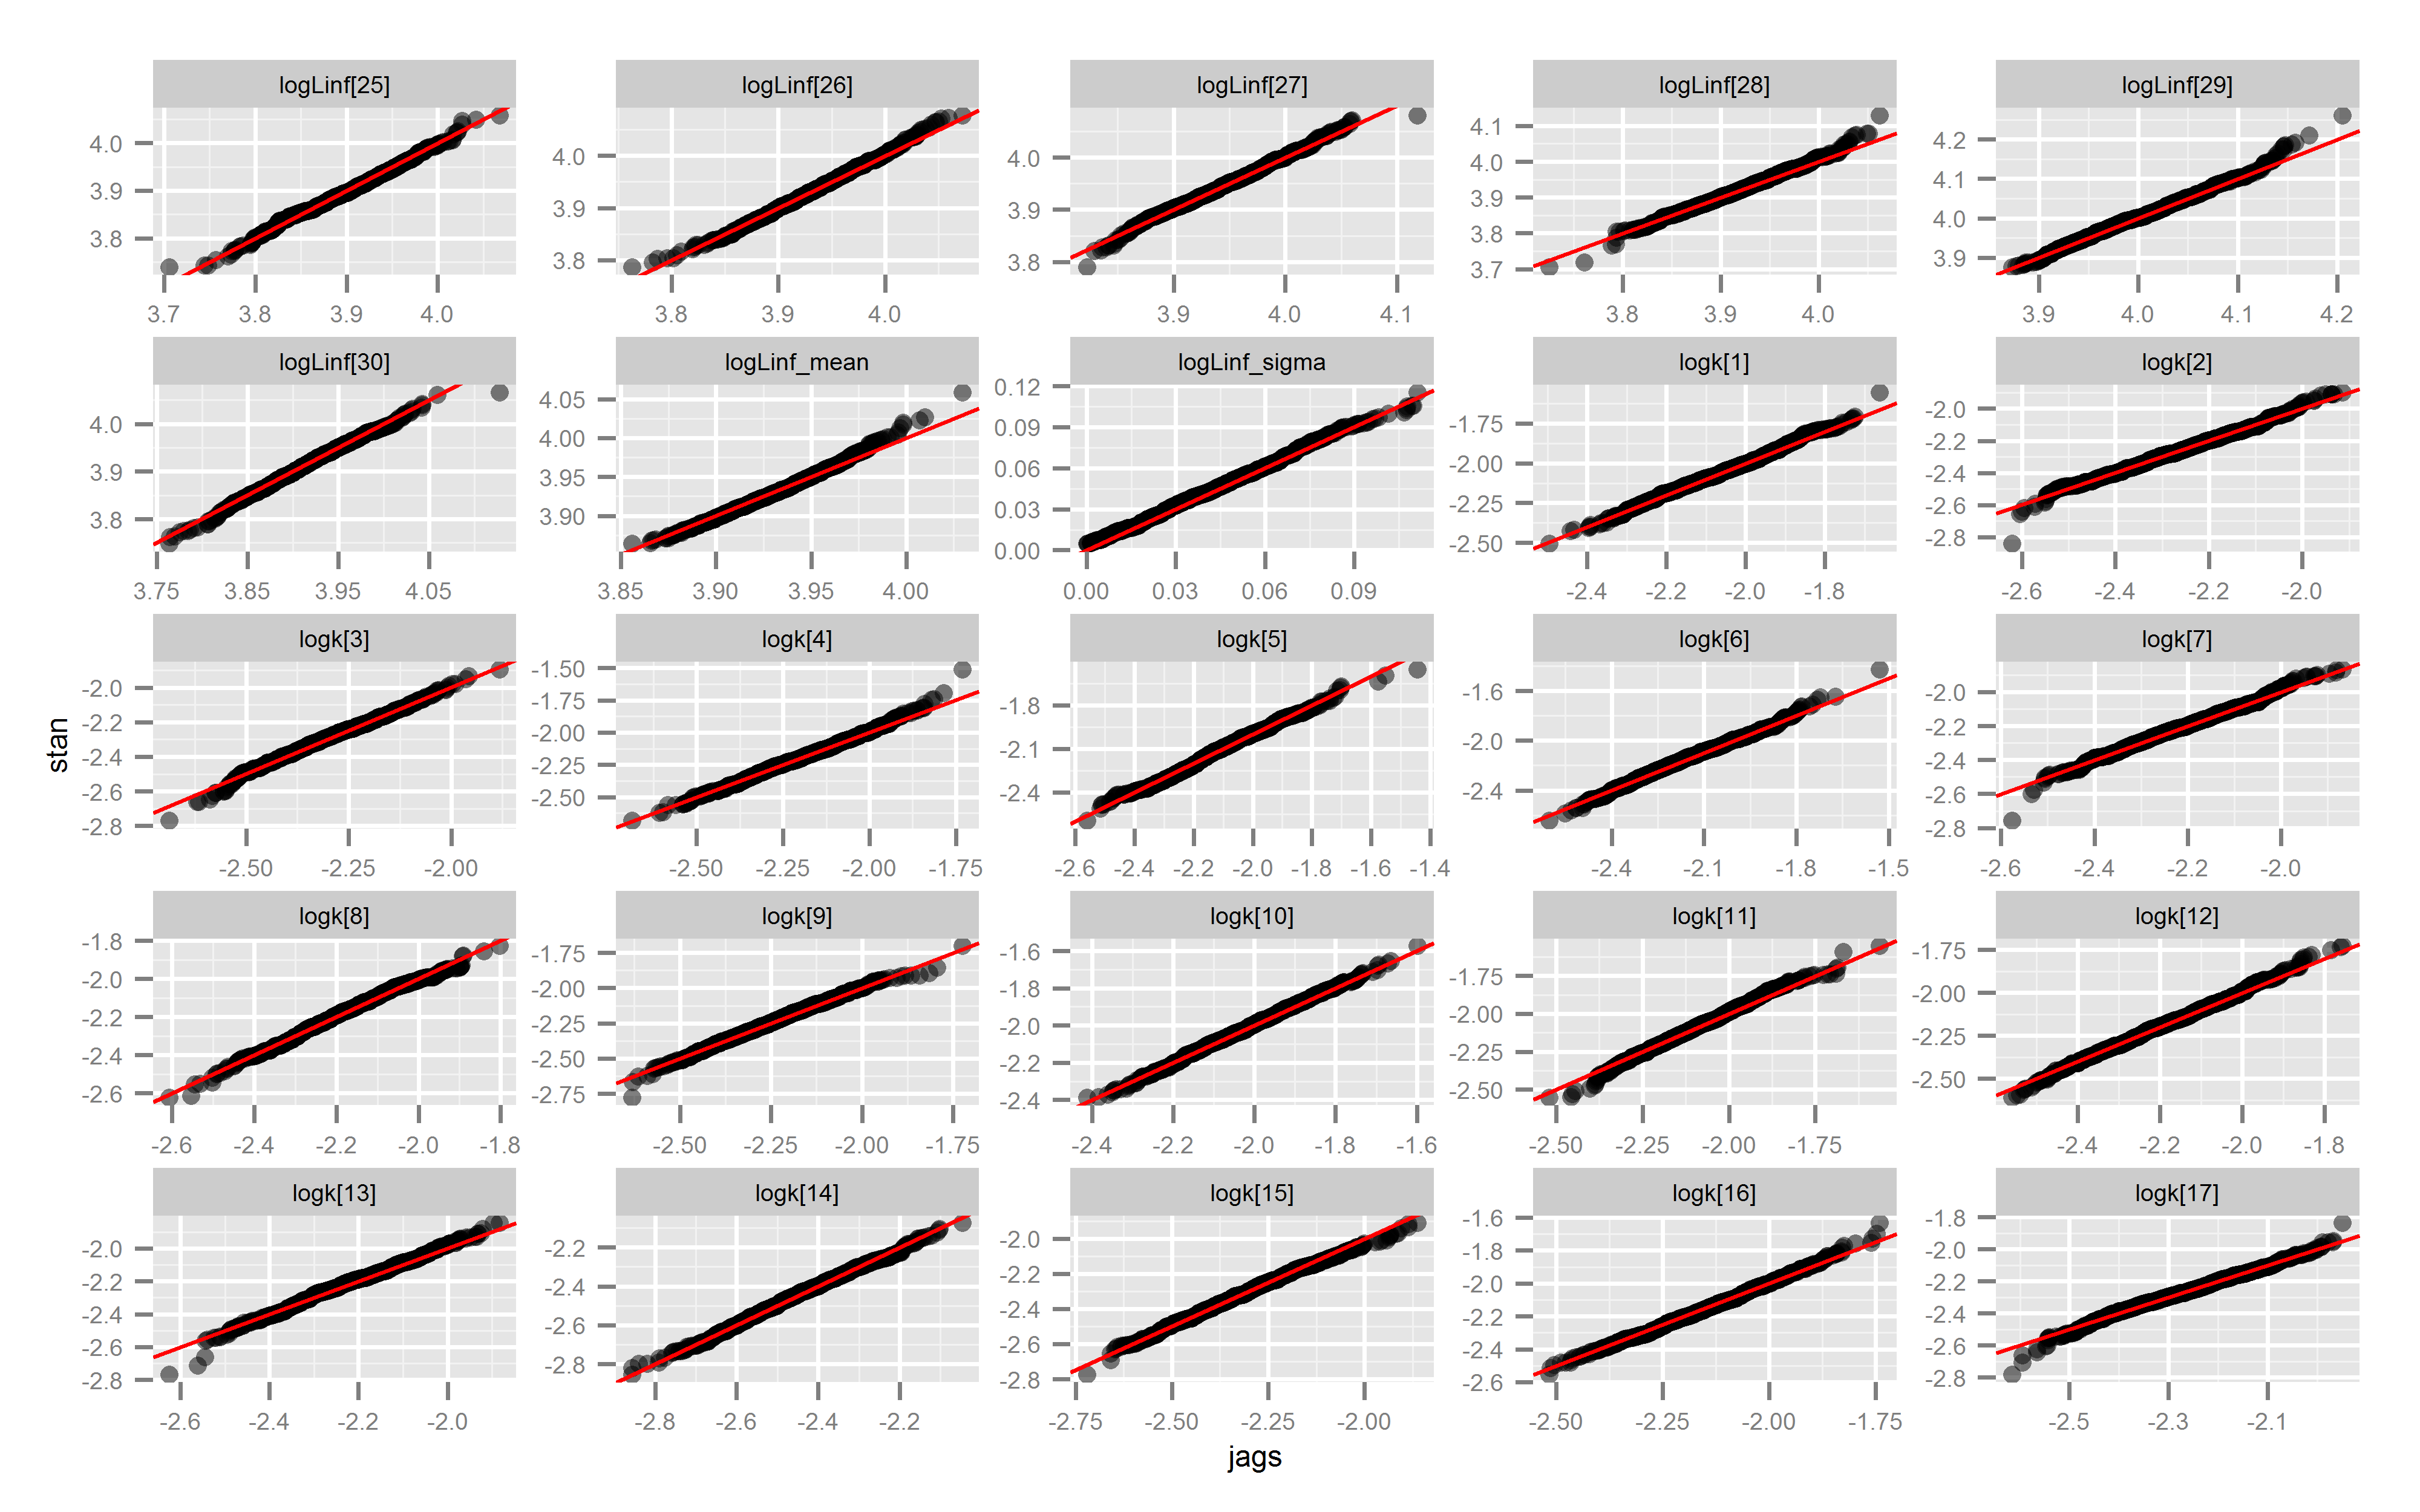 logLinf[25] logLinf[26] logLinf[27] logLinf[28] logLinf[29]
4.0 3.9 3.8
4.0 3.9 3.8
4.0 3.9 3.8
4.1 4.0 3.9 3.8 3.7
4.2 4.1 4.0 3.9
3.7 3.8 3.9 4.0
3.8 3.9 4.0
3.9 4.0 4.1
3.8 3.9 4.0
3.9 4.0 4.1 4.2
logLinf[30] logLinf_mean logLinf_sigma logk[1] logk[2]
4.0 3.9 3.8
4.05 4.00 3.95 3.90
0.12 0.09 0.06 0.03 0.00
-1.75 -2.00 -2.25 -2.50
-2.0 -2.2 -2.4 -2.6 -2.8
3.75 3.85 3.95 4.05
3.85 3.90 3.95 4.00
0.00 0.03 0.06 0.09
-2.4 -2.2 -2.0 -1.8
-2.6 -2.4 -2.2 -2.0
logk[3] logk[4] logk[5] logk[6] logk[7]
-2.0 -2.2 -2.4 -2.6 -2.8
-1.50 -1.75 -2.00 -2.25 -2.50
-1.8 -2.1 -2.4
-1.6 -2.0 -2.4
-2.0 -2.2 -2.4 -2.6 -2.8
-2.50 -2.25 -2.00
-2.50 -2.25 -2.00 -1.75
-2.6 -2.4 -2.2 -2.0 -1.8 -1.6 -1.4
-2.4 -2.1 -1.8 -1.5
-2.6 -2.4 -2.2 -2.0
logk[8] logk[9] logk[10] logk[11] logk[12]
-1.8 -2.0 -2.2 -2.4 -2.6
-1.75 -2.00 -2.25 -2.50 -2.75
-1.6 -1.8 -2.0 -2.2 -2.4
-1.75 -2.00 -2.25 -2.50
-1.75 -2.00 -2.25 -2.50
-2.6 -2.4 -2.2 -2.0 -1.8
-2.50 -2.25 -2.00 -1.75
-2.4 -2.2 -2.0 -1.8 -1.6
-2.50 -2.25 -2.00 -1.75
-2.4 -2.2 -2.0 -1.8
logk[13] logk[14] logk[15] logk[16] logk[17]
-2.0 -2.2 -2.4 -2.6 -2.8
-2.2 -2.4 -2.6 -2.8
-2.0 -2.2 -2.4 -2.6 -2.8
-1.6 -1.8 -2.0 -2.2 -2.4 -2.6
-1.8 -2.0 -2.2 -2.4 -2.6 -2.8
-2.6 -2.4 -2.2 -2.0
-2.8 -2.6 -2.4 -2.2
-2.75 -2.50 -2.25 -2.00
-2.50 -2.25 -2.00 -1.75
-2.5 -2.3 -2.1
stan
jags